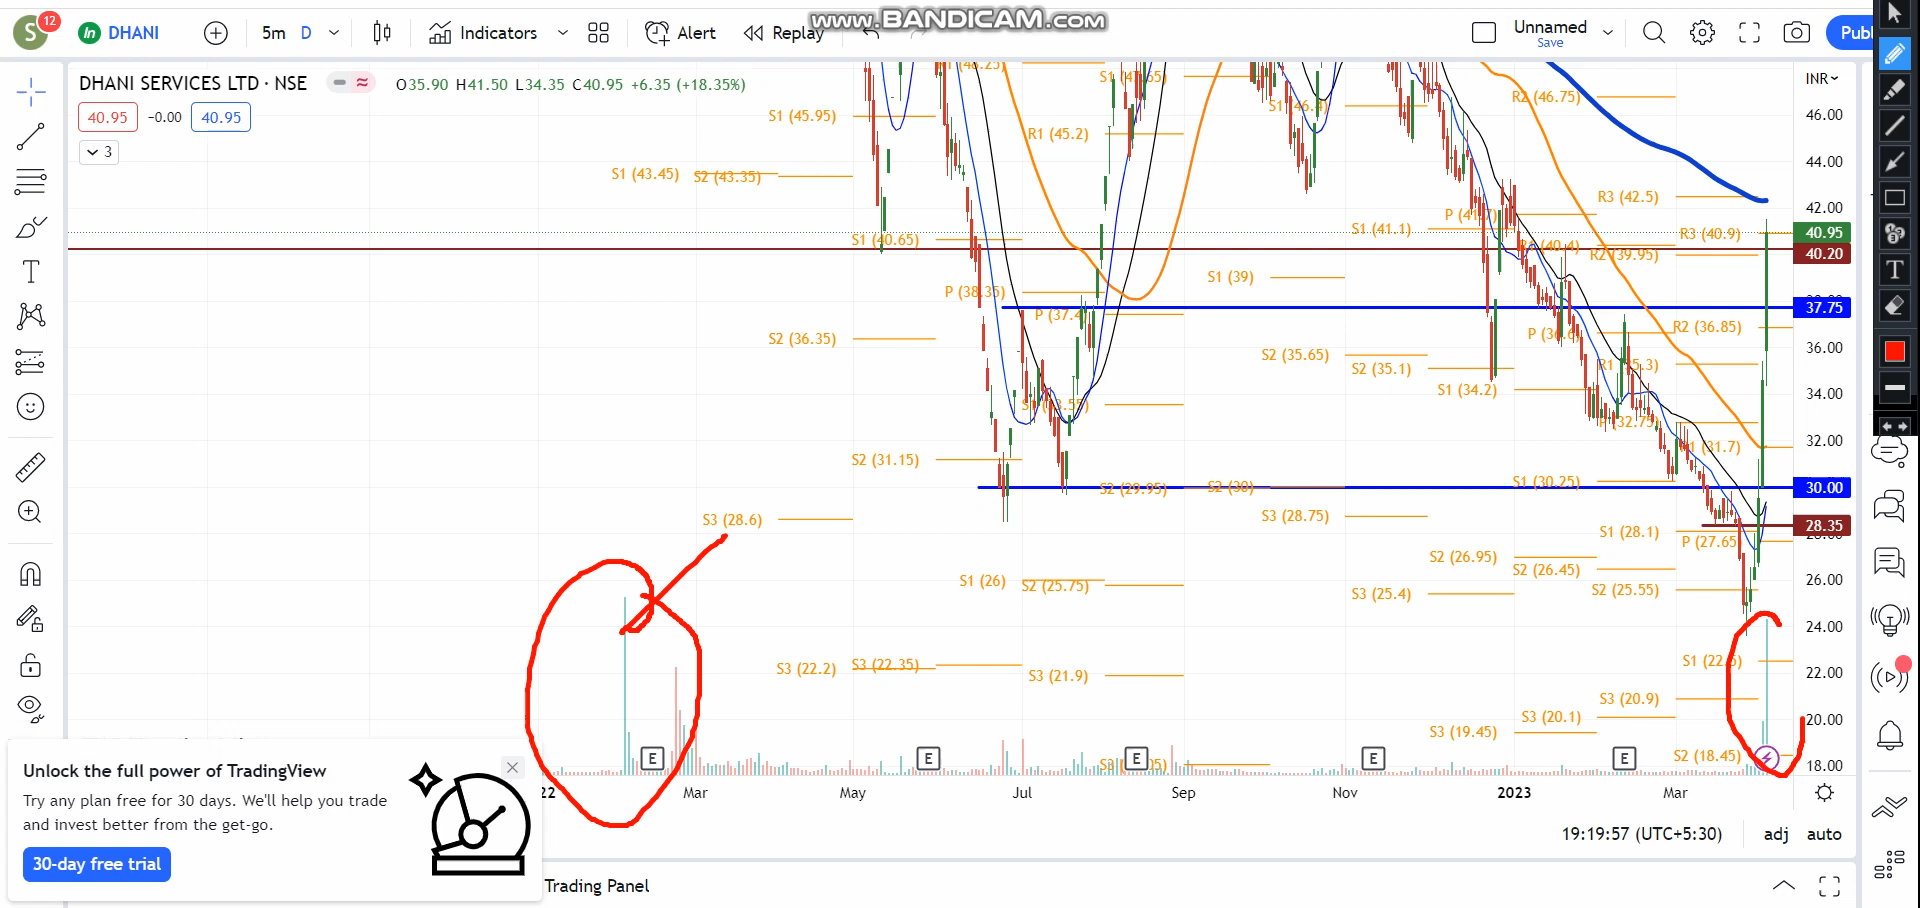 www.BANDICAM.com
S 12 DHANI 5m D Indicators Alert Replay Unnamed Save
DHANI SERVICES LTD · NSE O35.90 H41.50 L34.35 C40.95 +6.35 (+18.35%)
40.95 −0.00 40.95
3
INR
46.00
44.00
42.00
40.95
40.20
37.75
36.00
34.00
32.00
30.00
28.35
26.00
24.00
22.00
20.00
18.00
R2 (46.75)
S1 (46.4)
S1 (45.95)
R1 (45.2)
S1 (43.45)
S2 (43.35)
R3 (42.5)
S1 (41.1)
R3 (40.9)
S1 (40.65)
R2 (39.95)
S1 (39)
P (38.35)
R2 (36.85)
S2 (36.35)
S2 (35.65)
S2 (35.1)
S1 (34.2)
P (32.75)
S2 (31.15)
S1 (30.25)
S2 (29.95)
S2 (30)
S3 (28.75)
S3 (28.6)
S1 (28.1)
P (27.65)
S2 (26.95)
S2 (26.45)
S1 (26)
S2 (25.75)
S2 (25.55)
S3 (25.4)
S3 (22.2)
S3 (22.35)
S3 (21.9)
S3 (20.9)
S3 (20.1)
S3 (19.45)
S2 (18.45)
E E E E E
Mar May Jul Sep Nov 2023 Mar
19:19:57 (UTC+5:30) adj auto
Unlock the full power of TradingView
Try any plan free for 30 days. We'll help you trade
and invest better from the get-go.
30-day free trial
Trading Panel